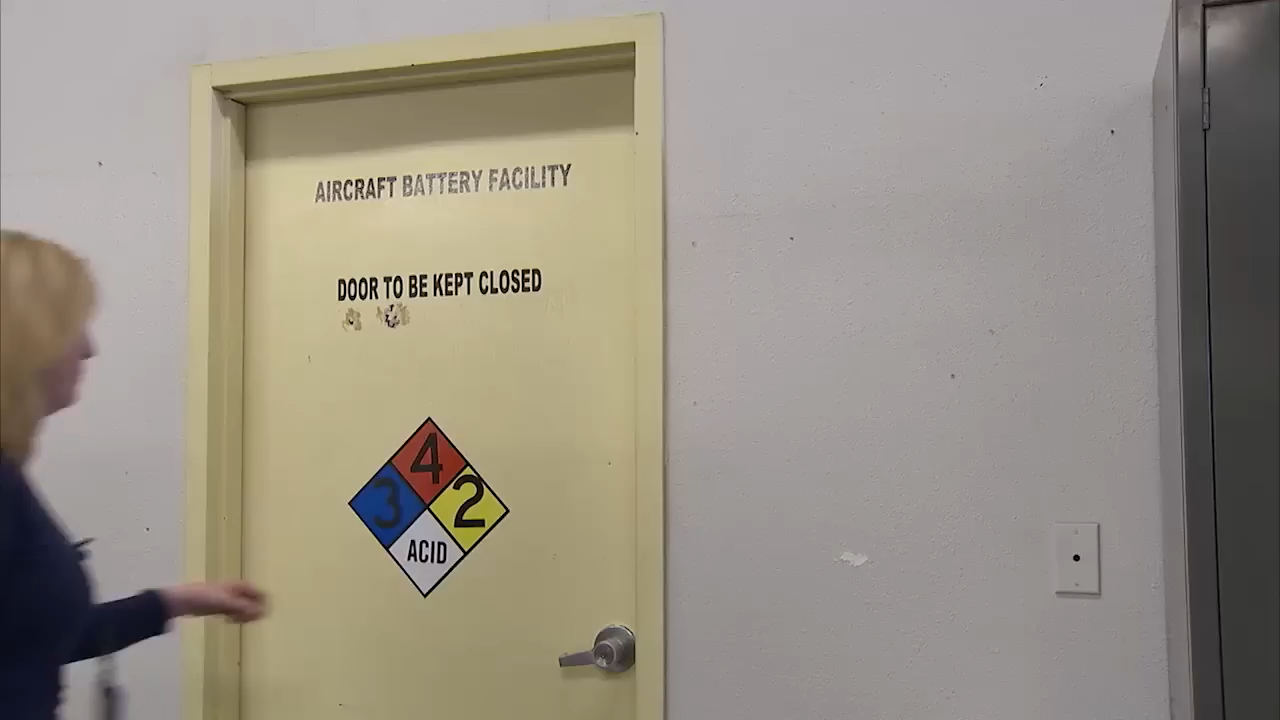 AIRCRAFT BATTERY FACILITY
DOOR TO BE KEPT CLOSED
4
3
2
ACID